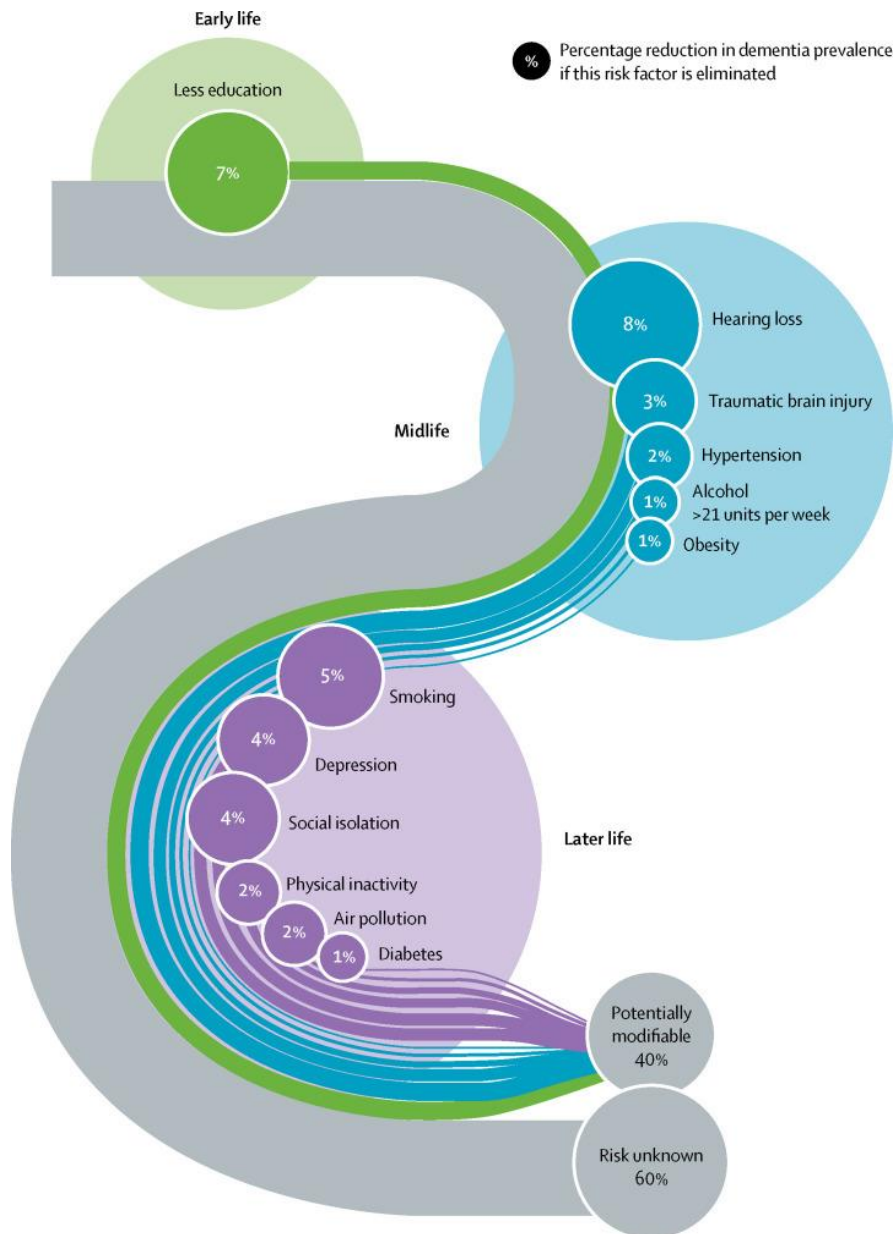 Early life
%
Percentage reduction in dementia prevalence
if this risk factor is eliminated
Less education
7%
8%
Hearing loss
3%
Traumatic brain injury
Midlife
2%
Hypertension
1%
Alcohol
>21 units per week
1%
Obesity
5%
Smoking
4%
Depression
4%
Social isolation
Later life
2%
Physical inactivity
2%
Air pollution
1%
Diabetes
Potentially
modifiable
40%
Risk unknown
60%